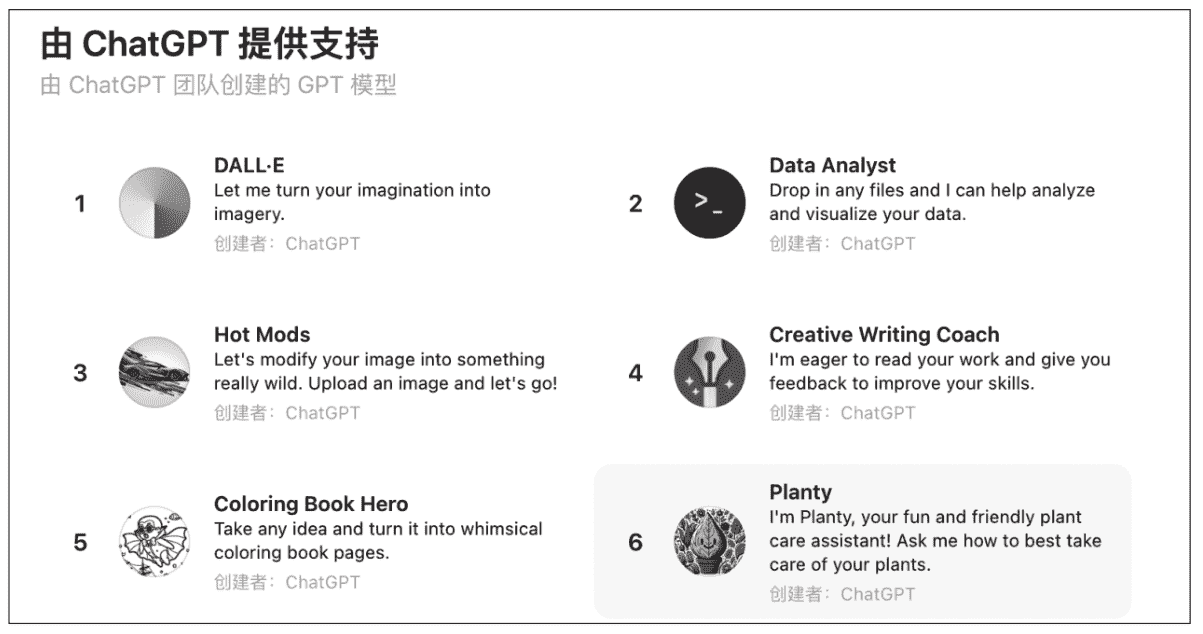 由 ChatGPT 提供支持
由 ChatGPT 团队创建的 GPT 模型
1
DALL·E
Let me turn your imagination into
imagery.
创建者：ChatGPT
2
>_
Data Analyst
Drop in any files and I can help analyze
and visualize your data.
创建者：ChatGPT
3
Hot Mods
Let's modify your image into something
really wild. Upload an image and let's go!
创建者：ChatGPT
4
Creative Writing Coach
I'm eager to read your work and give you
feedback to improve your skills.
创建者：ChatGPT
5
Coloring Book Hero
Take any idea and turn it into whimsical
coloring book pages.
创建者：ChatGPT
6
Planty
I'm Planty, your fun and friendly plant
care assistant! Ask me how to best take
care of your plants.
创建者：ChatGPT